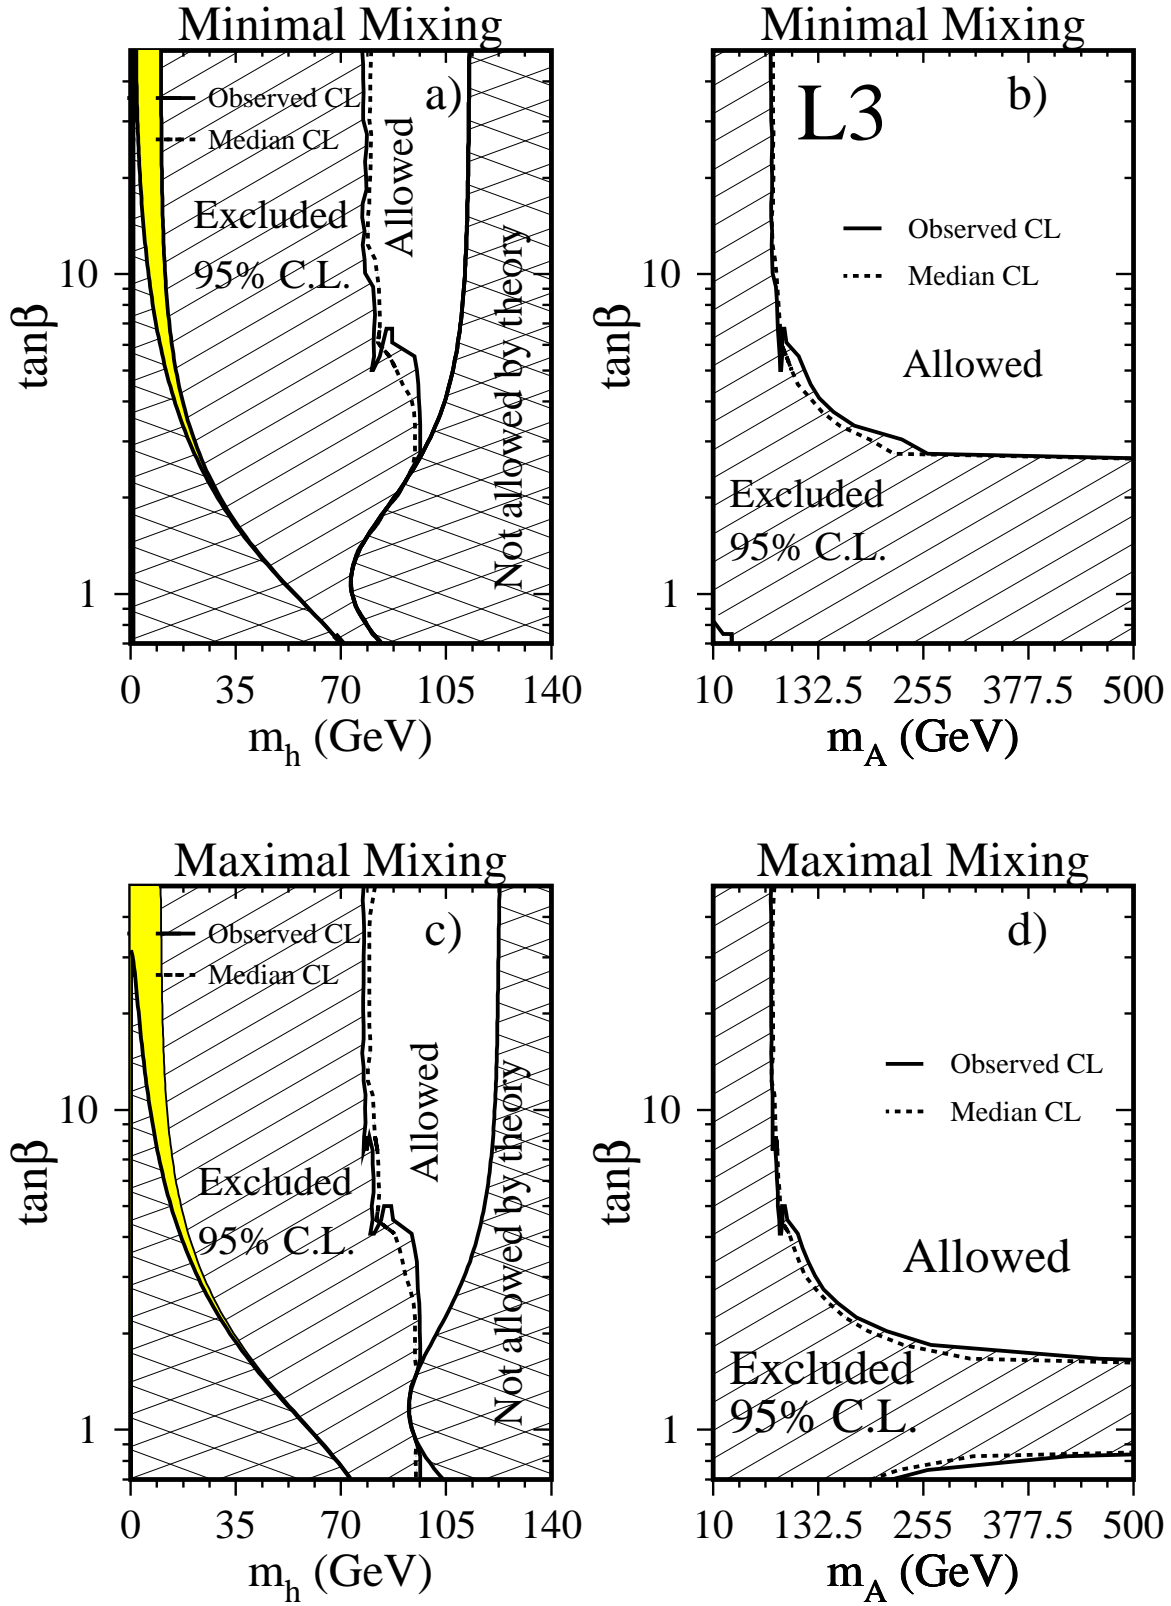 Minimal Mixing
a)
Observed CL
Median CL
Excluded
95% C.L.
Allowed
Not allowed by theory
10
1
tanβ
0 35 70 105 140
m_h (GeV)
Minimal Mixing
L3
b)
Observed CL
Median CL
Allowed
Excluded
95% C.L.
10
1
tanβ
10 132.5 255 377.5 500
m_A (GeV)
Maximal Mixing
c)
Observed CL
Median CL
Allowed
Excluded
95% C.L.
Not allowed by theory
10
1
tanβ
0 35 70 105 140
m_h (GeV)
Maximal Mixing
d)
Observed CL
Median CL
Allowed
Excluded
95% C.L.
10
1
tanβ
10 132.5 255 377.5 500
m_A (GeV)